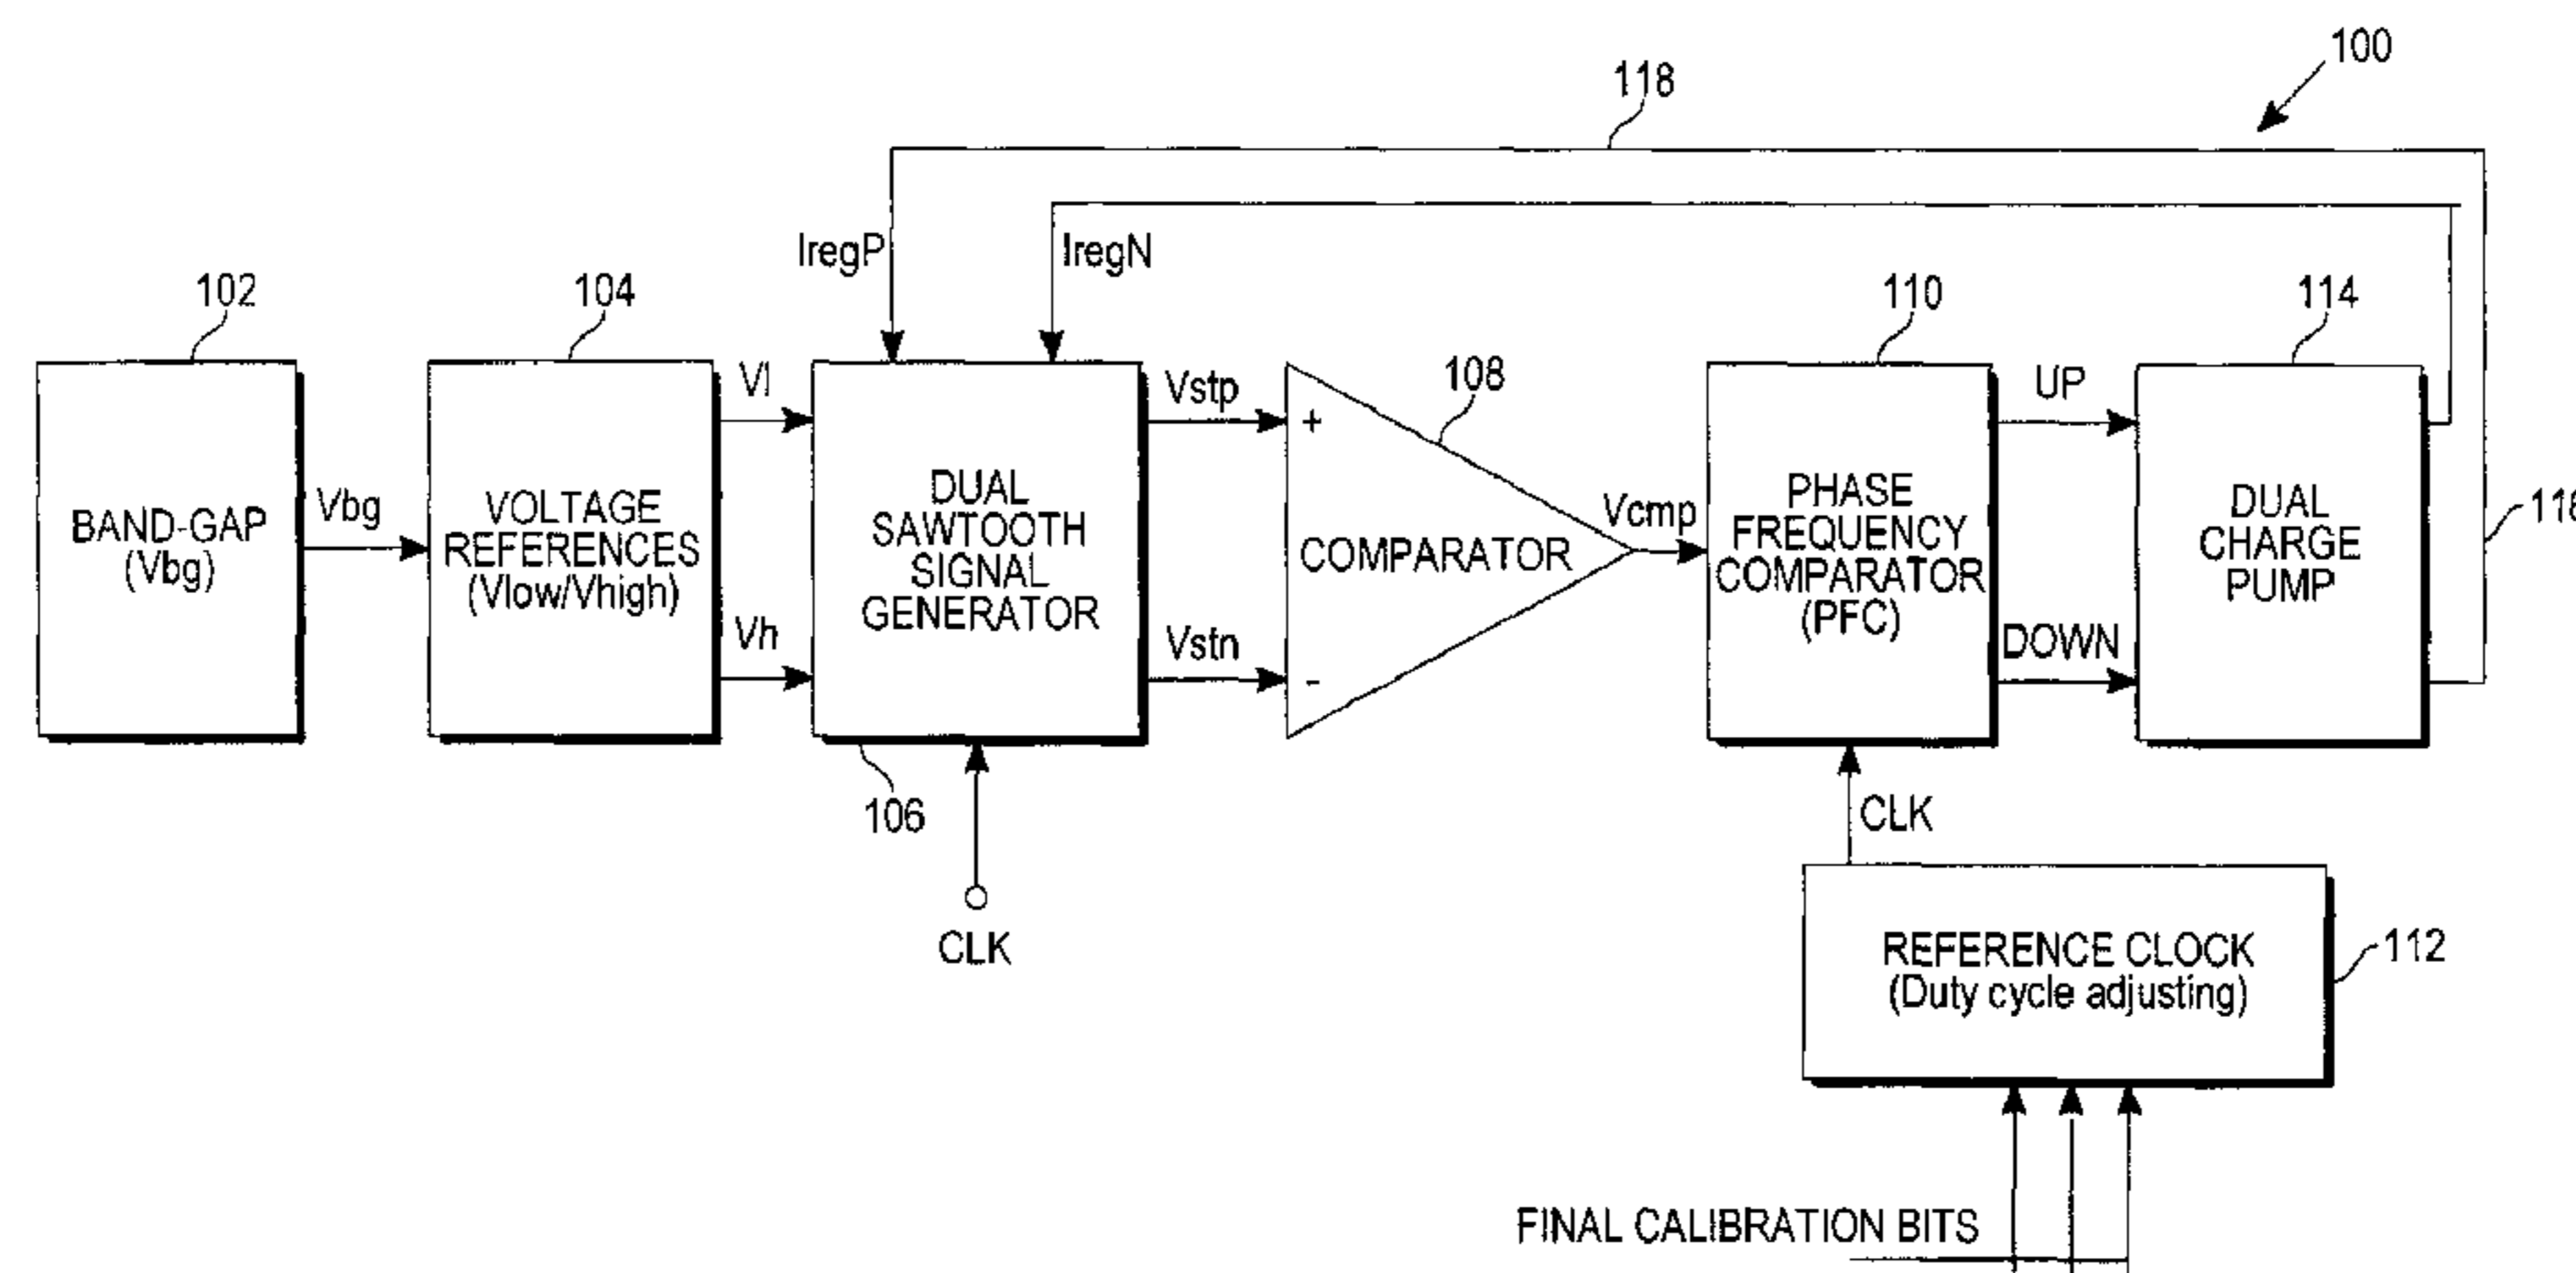 100
118
IregP
IregN
102
104
110
114
Vl
Vstp
108
UP
BAND-GAP
(Vbg)
Vbg
VOLTAGE
REFERENCES
(Vlow/Vhigh)
DUAL
SAWTOOTH
SIGNAL
GENERATOR
+
COMPARATOR
-
Vcmp
PHASE
FREQUENCY
COMPARATOR
(PFC)
DUAL
CHARGE
PUMP
Vh
Vstn
DOWN
106
CLK
CLK
REFERENCE CLOCK
(Duty cycle adjusting)
112
FINAL CALIBRATION BITS